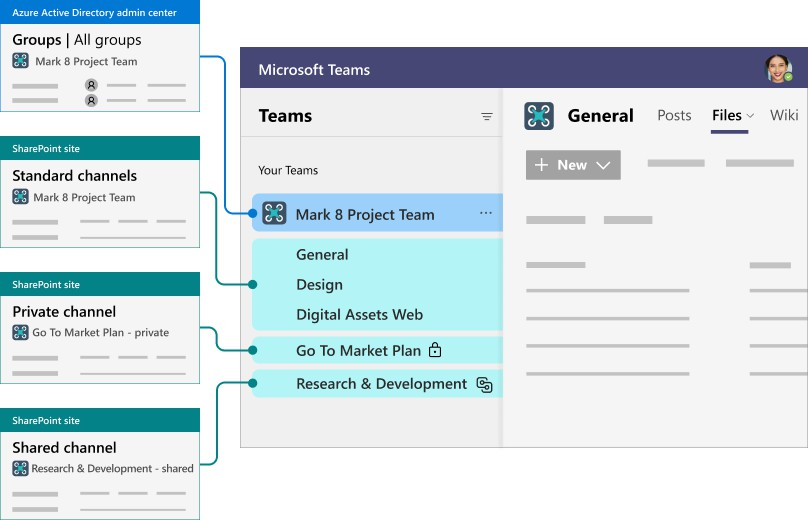 Azure Active Directory admin center
Groups | All groups
Mark 8 Project Team
SharePoint site
Standard channels
Mark 8 Project Team
SharePoint site
Private channel
Go To Market Plan - private
SharePoint site
Shared channel
Research & Development - shared
Microsoft Teams
Teams
Your Teams
Mark 8 Project Team ...
General
Design
Digital Assets Web
Go To Market Plan
Research & Development
General Posts Files Wiki
+ New